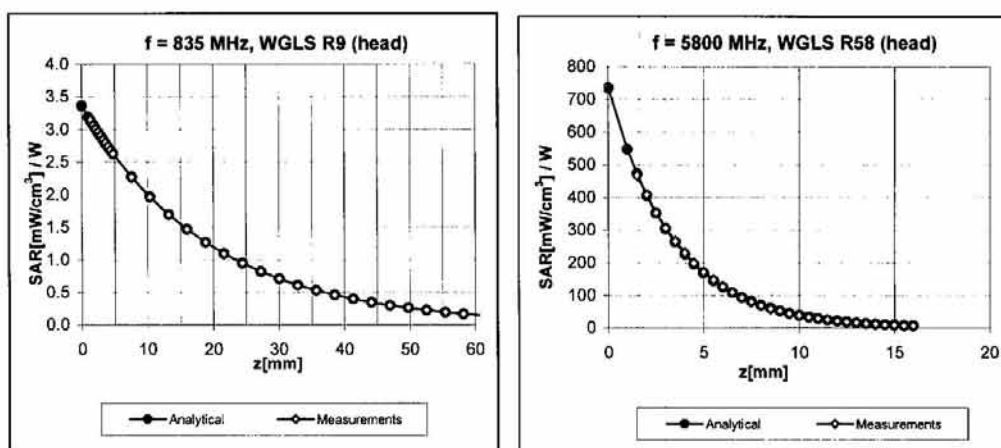 f = 835 MHz, WGLS R9 (head)
SAR[mW/cm³] / W
4.0
3.5
3.0
2.5
2.0
1.5
1.0
0.5
0.0
0 10 20 30 40 50 60
z[mm]
Analytical Measurements
f = 5800 MHz, WGLS R58 (head)
SAR[mW/cm³] / W
800
700
600
500
400
300
200
100
0
0 5 10 15 20
z[mm]
Analytical Measurements